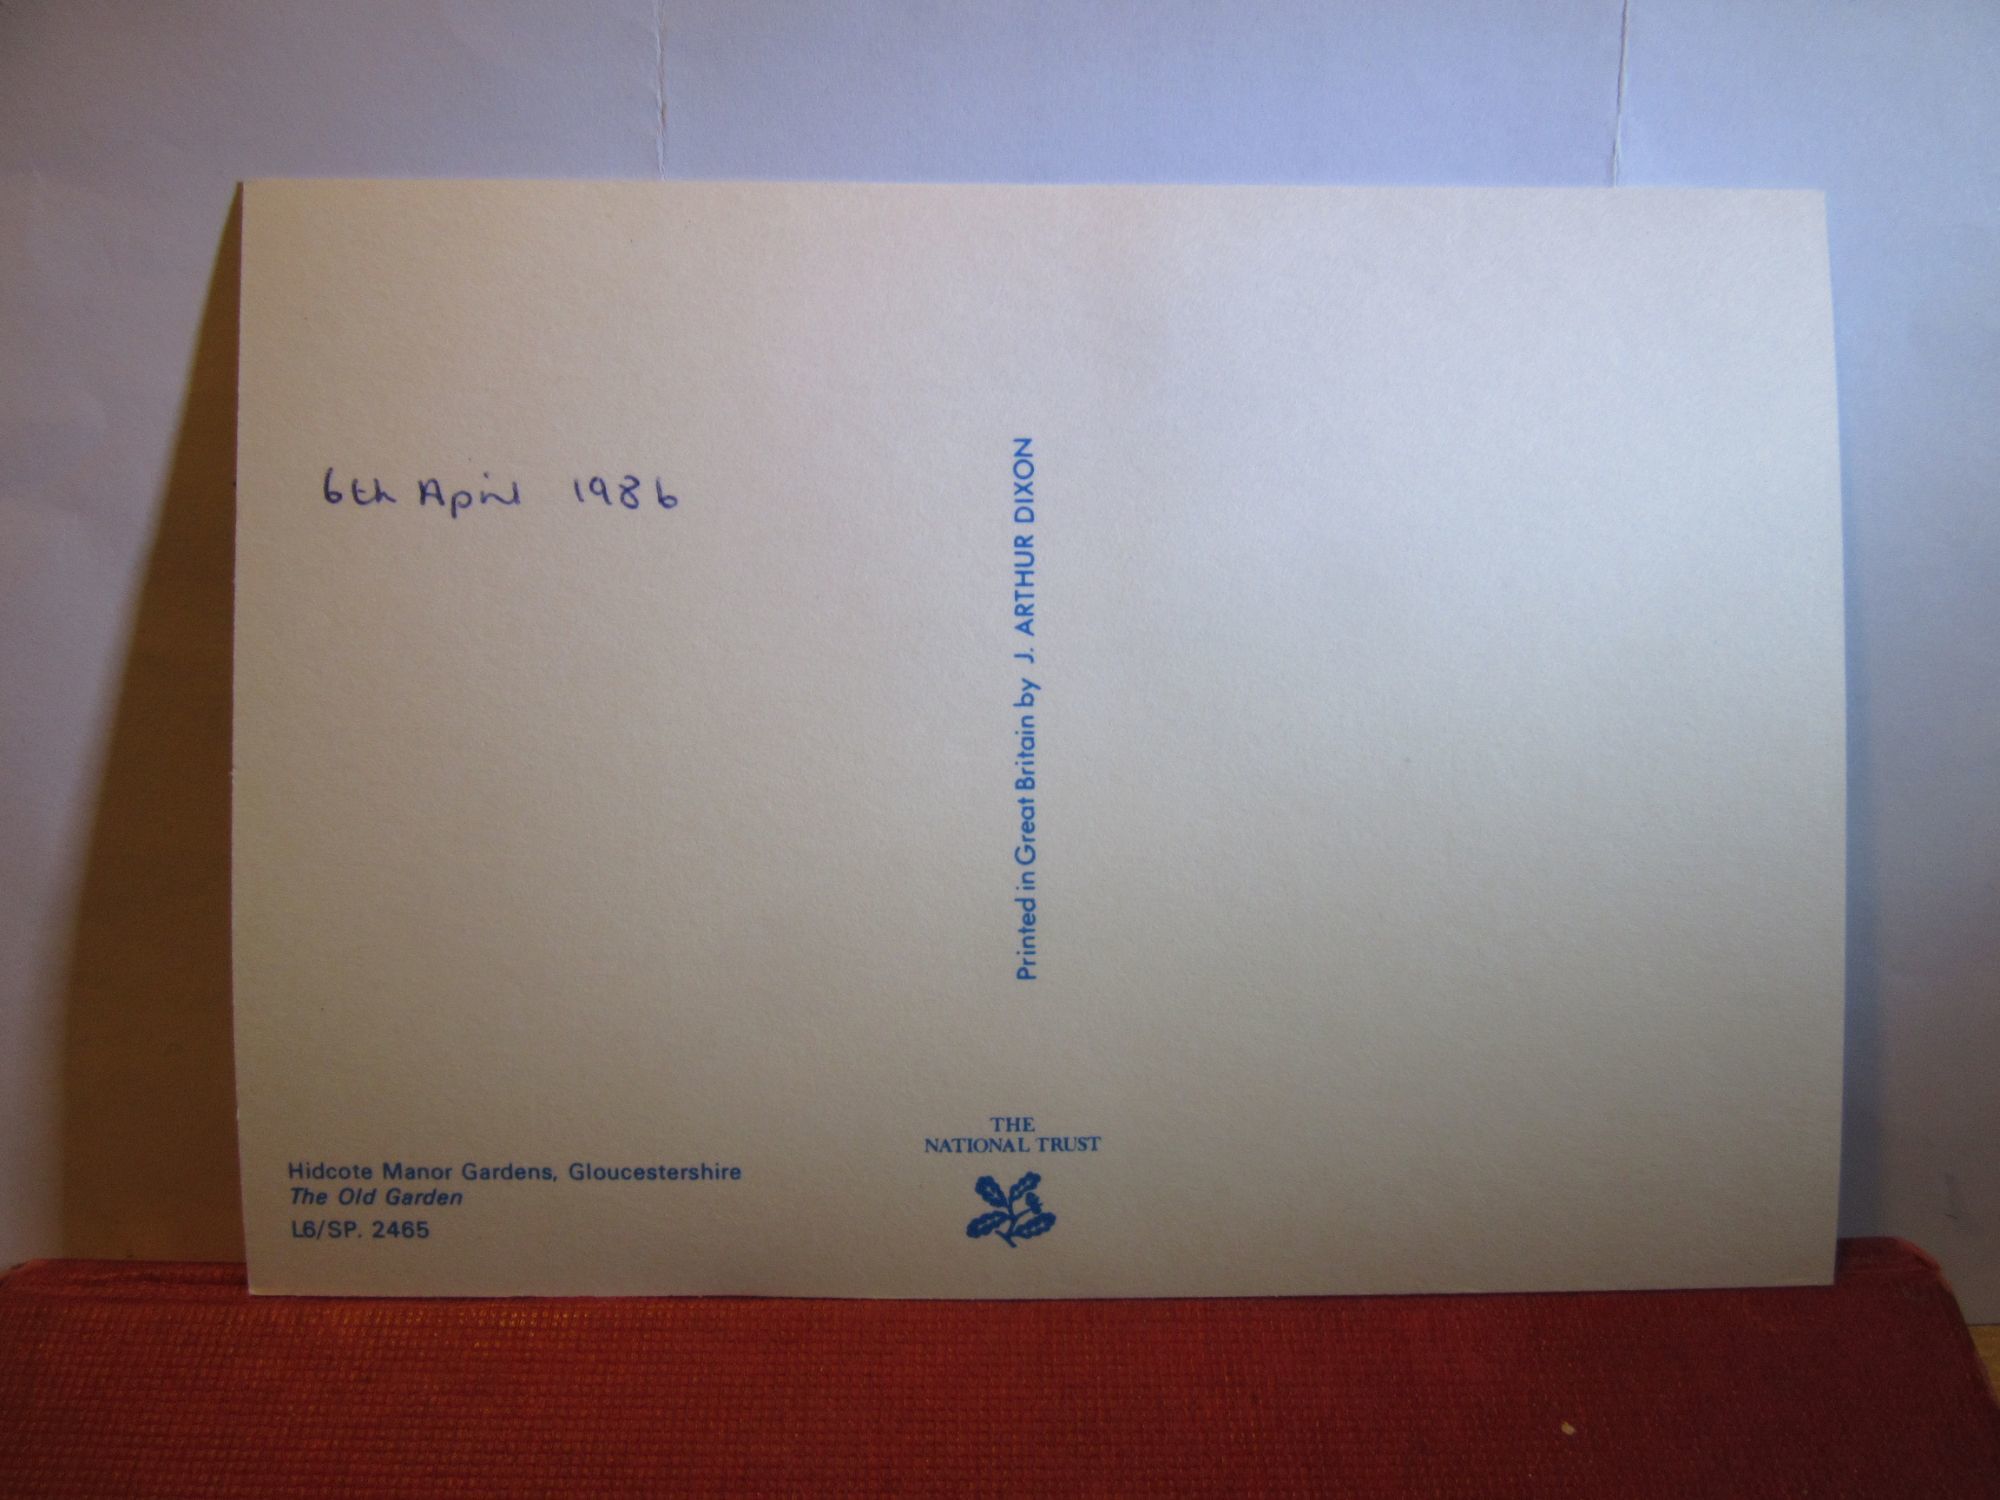 6th April 1986
Printed in Great Britain by J. ARTHUR DIXON
THE
NATIONAL TRUST
Hidcote Manor Gardens, Gloucestershire
The Old Garden
L6/SP. 2465